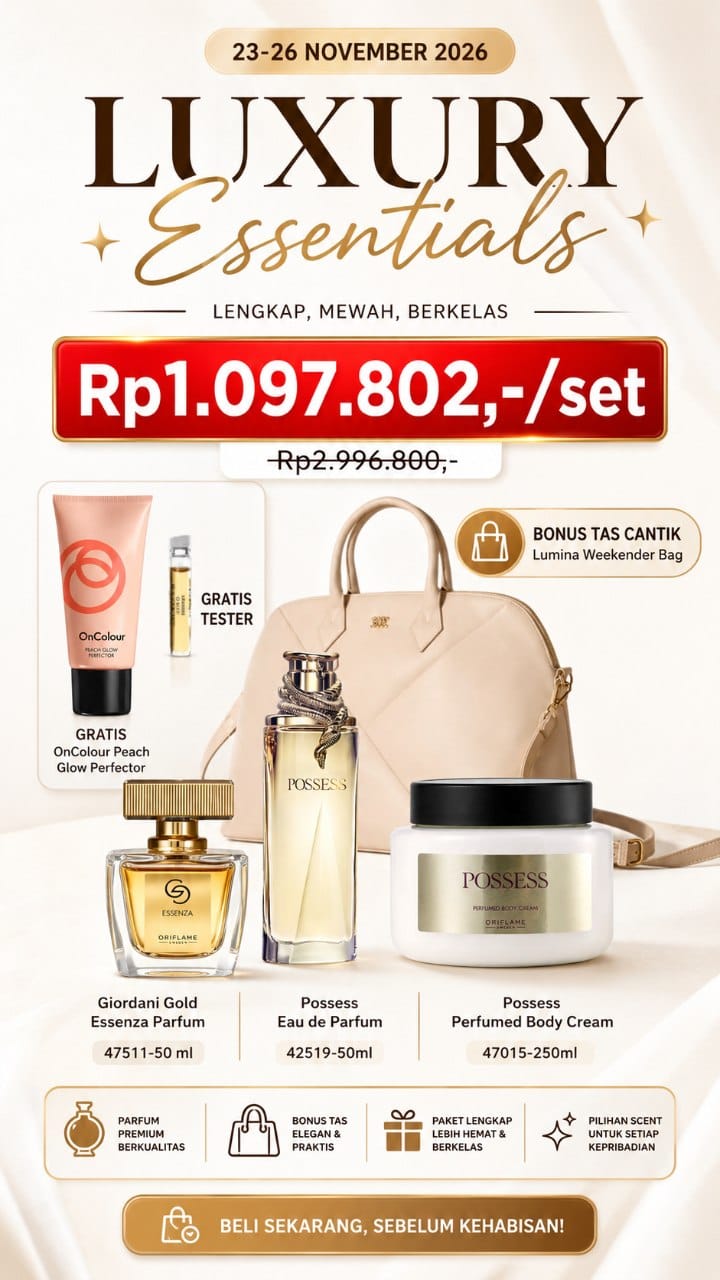 23-26 NOVEMBER 2026
LUXURY
Essentials
LENGKAP, MEWAH, BERKELAS
Rp1.097.802,-/set
Rp2.996.800,-
BONUS TAS CANTIK
Lumina Weekender Bag
GRATIS
TESTER
OnColour
PEACH GLOW
PERFECTOR
GRATIS
OnColour Peach
Glow Perfector
POSSESS
ESSENZA
ORIFLAME
SWEDEN
POSSESS
PERFUMED BODY CREAM
ORIFLAME
SWEDEN
Giordani Gold
Essenza Parfum
47511-50 ml
Possess
Eau de Parfum
42519-50ml
Possess
Perfumed Body Cream
47015-250ml
PARFUM
PREMIUM
BERKUALITAS
BONUS TAS
ELEGAN &
PRAKTIS
PAKET LENGKAP
LEBIH HEMAT &
BERKELAS
PILIHAN SCENT
UNTUK SETIAP
KEPRIBADIAN
BELI SEKARANG, SEBELUM KEHABISAN!